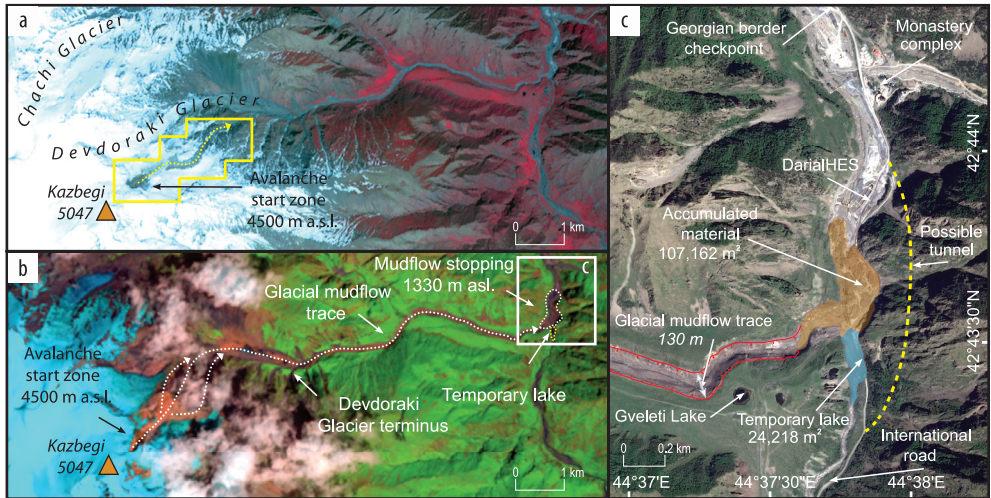 a
Chachi Glacier
Devdoraki Glacier
Kazbegi
5047
Avalanche
start zone
4500 m a.s.l.
0 1 km
b
Mudflow stopping
1330 m asl.
c
Glacial mudflow
trace
Avalanche
start zone
4500 m a.s.l.
Temporary lake
Devdoraki
Glacier terminus
Kazbegi
5047
0 1 km
c
Georgian border
checkpoint
Monastery
complex
42°44'N
DarialHES
Accumulated
material
107,162 m²
Possible
tunnel
Glacial mudflow trace
130 m
42°43'30"N
Gveleti Lake
Temporary lake
24,218 m²
International
road
0 0.2 km
44°37'E 44°37'30"E 44°38'E